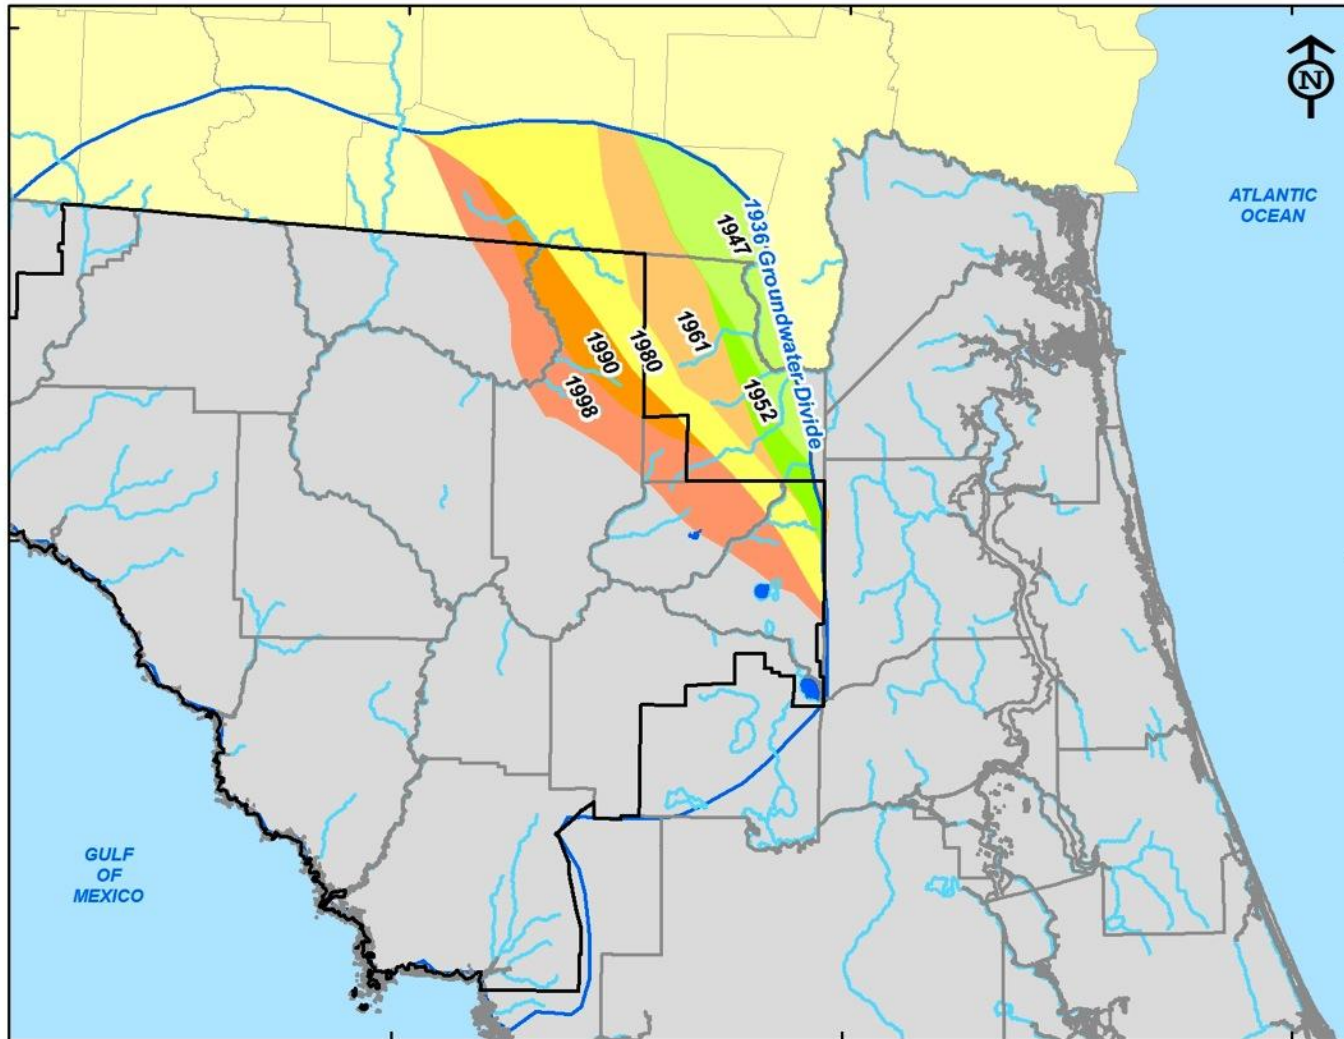 N
ATLANTIC
OCEAN
1936 Groundwater Divide
1947
1961
1980
1990
1952
1998
GULF
OF
MEXICO